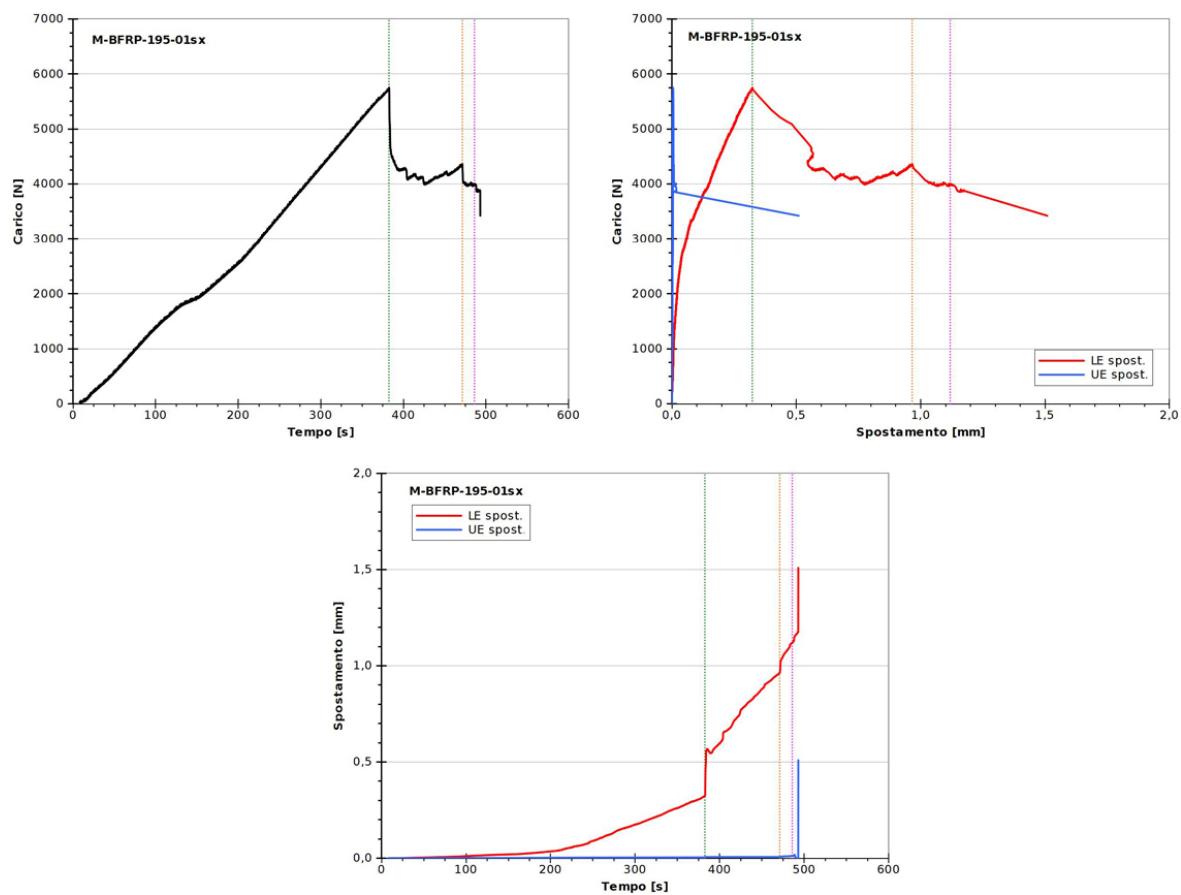 M-BFRP-195-01sx
Carico [N]
7000
6000
5000
4000
3000
2000
1000
0
0 100 200 300 400 500 600
Tempo [s]
M-BFRP-195-01sx
Carico [N]
7000
6000
5000
4000
3000
2000
1000
0
LE spost.
UE spost.
0,0 0,5 1,0 1,5 2,0
Spostamento [mm]
M-BFRP-195-01sx
LE spost.
UE spost.
Spostamento [mm]
2,0
1,5
1,0
0,5
0,0
0 100 200 300 400 500 600
Tempo [s]